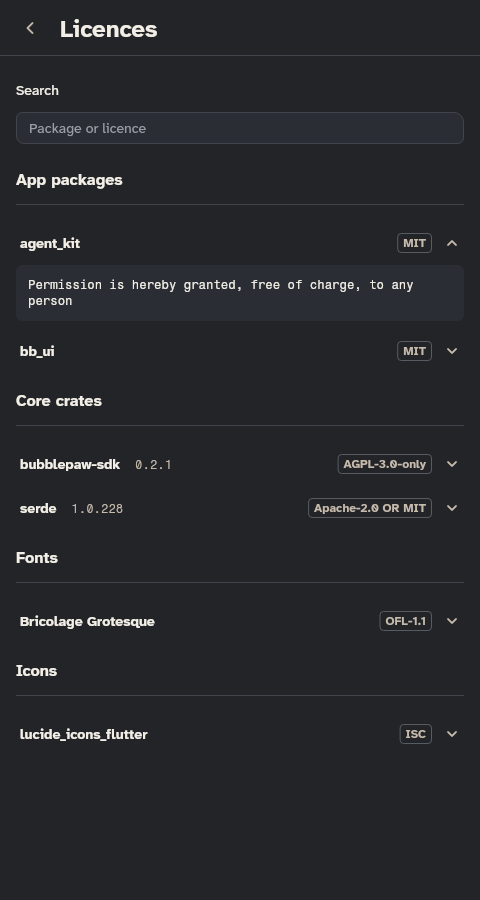 Licences
Search
Package or licence
App packages
agent_kit MIT
Permission is hereby granted, free of charge, to any
person
bb_ui MIT
Core crates
bubblepaw-sdk 0.2.1 AGPL-3.0-only
serde 1.0.228 Apache-2.0 OR MIT
Fonts
Bricolage Grotesque OFL-1.1
Icons
lucide_icons_flutter ISC